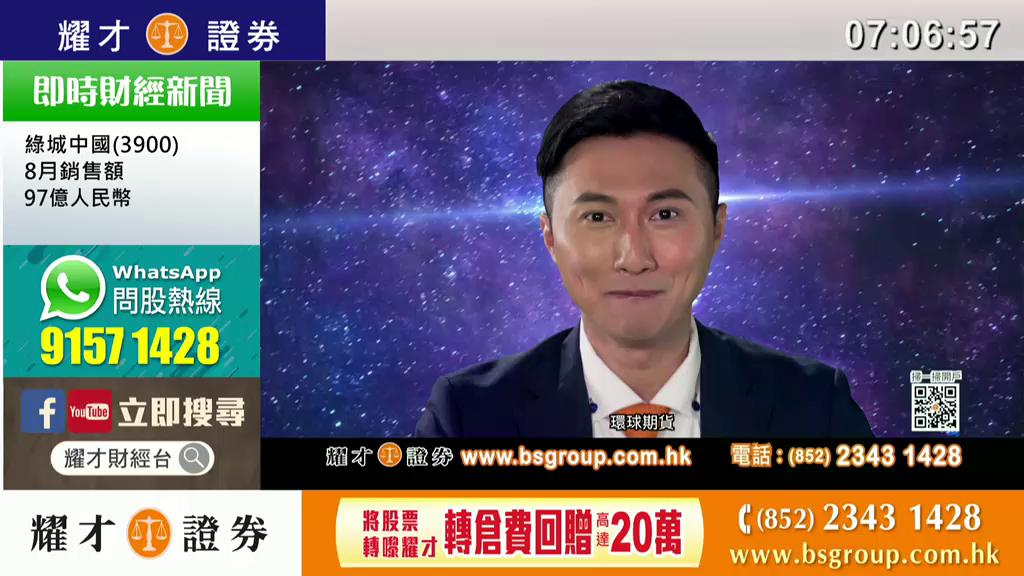 耀才證券
07:06:57
即時財經新聞
綠城中國(3900)
8月銷售額
97億人民幣
WhatsApp
問股熱線
9157 1428
f YouTube 立即搜尋
耀才財經台
掃一掃開戶
環球期貨
耀才證券 www.bsgroup.com.hk 電話：(852) 2343 1428
耀才證券
將股票
轉嚟耀才
轉倉費回贈高達20萬
(852) 2343 1428
www.bsgroup.com.hk